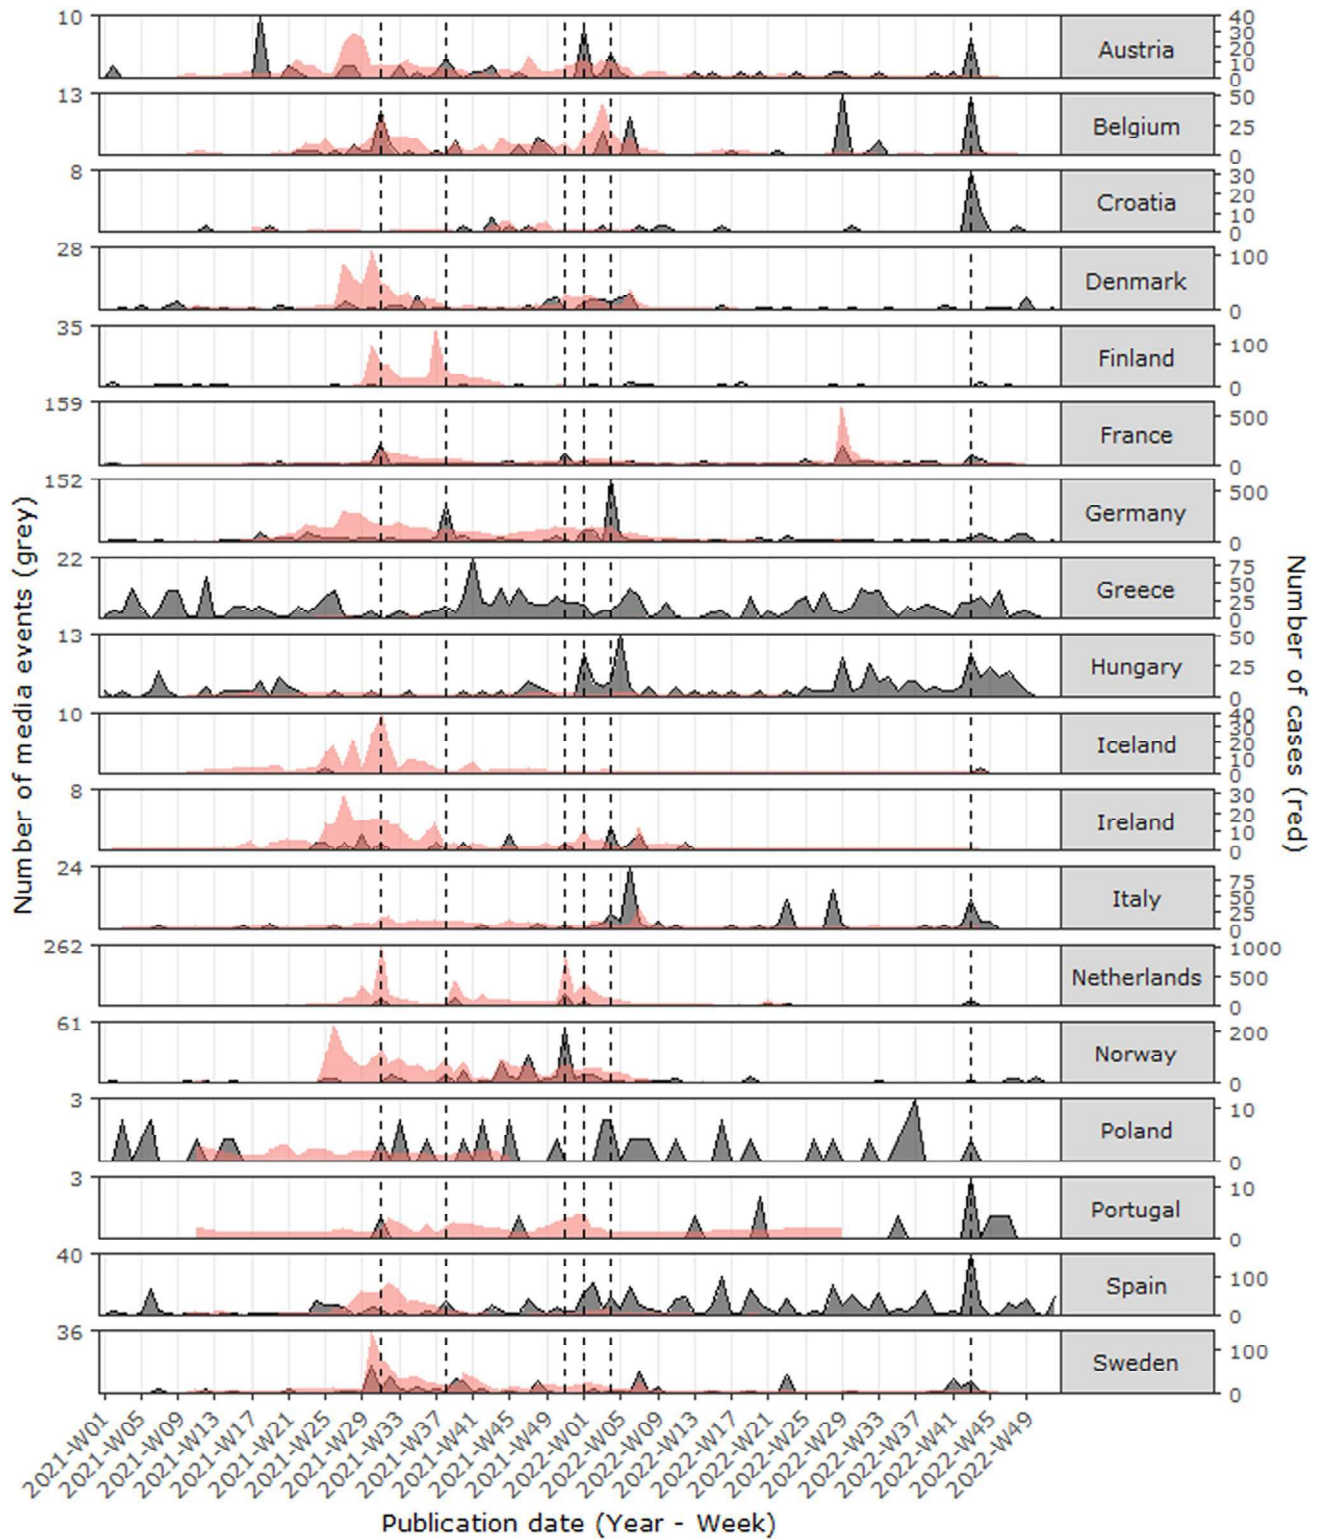 10
40
30
20
10
0
Austria
13
50
25
0
Belgium
8
30
20
10
0
Croatia
28
100
0
Denmark
35
100
0
Finland
159
500
0
France
152
500
0
Germany
22
75
50
25
0
Greece
13
50
25
0
Hungary
10
40
30
20
10
0
Iceland
8
30
20
10
0
Ireland
24
75
50
25
0
Italy
262
1000
500
0
Netherlands
61
200
0
Norway
3
10
0
Poland
3
10
0
Portugal
40
100
0
Spain
36
100
0
Sweden
Number of media events (grey)
Number of cases (red)
2021-W01
2021-W05
2021-W09
2021-W13
2021-W17
2021-W21
2021-W25
2021-W29
2021-W33
2021-W37
2021-W41
2021-W45
2021-W49
2022-W01
2022-W05
2022-W09
2022-W13
2022-W17
2022-W21
2022-W25
2022-W29
2022-W33
2022-W37
2022-W41
2022-W45
2022-W49
Publication date (Year - Week)